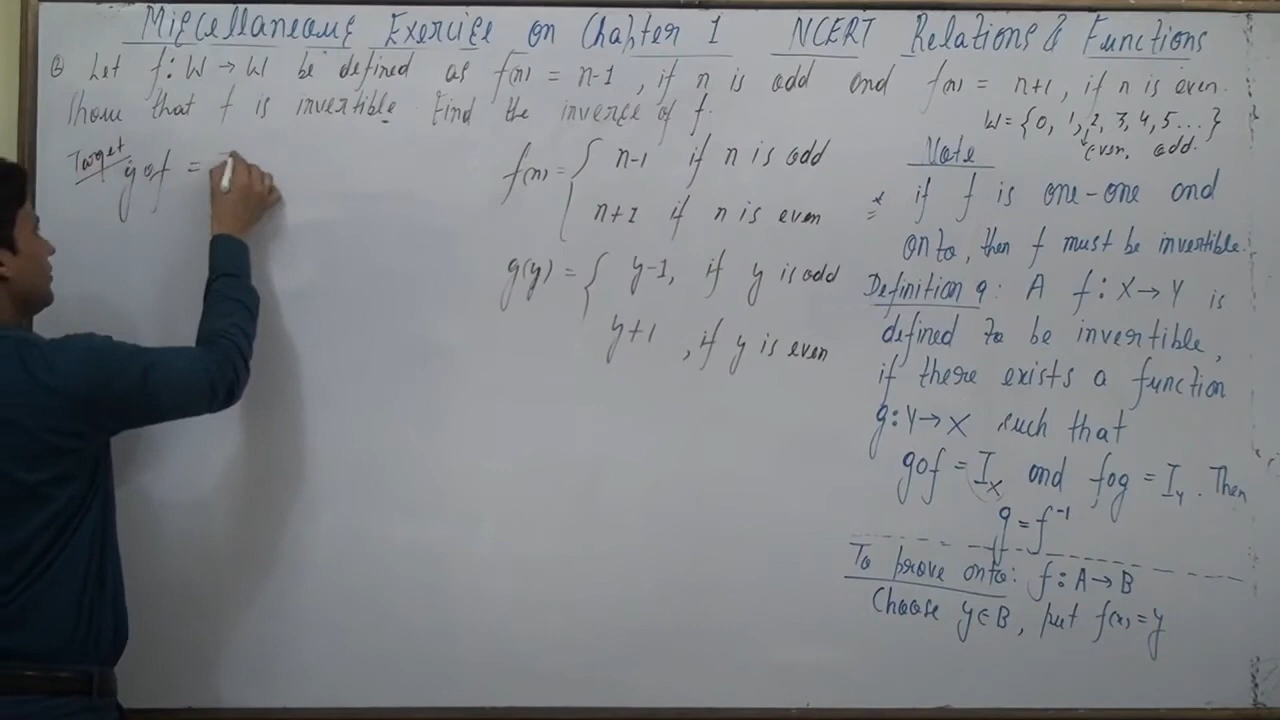 Miscellaneous Exercise on Chapter 1 NCERT Relations & Functions
Q Let f: W → W be defined as f(n) = n-1, if n is odd and f(n) = n+1, if n is even.
Show that f is invertible. Find the inverse of f.
W = {0, 1, 2, 3, 4, 5...}
even, odd.
Target gof =
f(n) = { n-1 if n is odd
n+1 if n is even
g(y) = { y-1, if y is odd
y+1, if y is even
Note
* if f is one-one and
onto, then f must be invertible.
Definition 9: A f: X → Y is
defined to be invertible,
if there exists a function
g: Y → X such that
gof = I_X and fog = I_Y. Then
g = f⁻¹
To prove onto: f: A → B
Choose y ∈ B, put f(x) = y